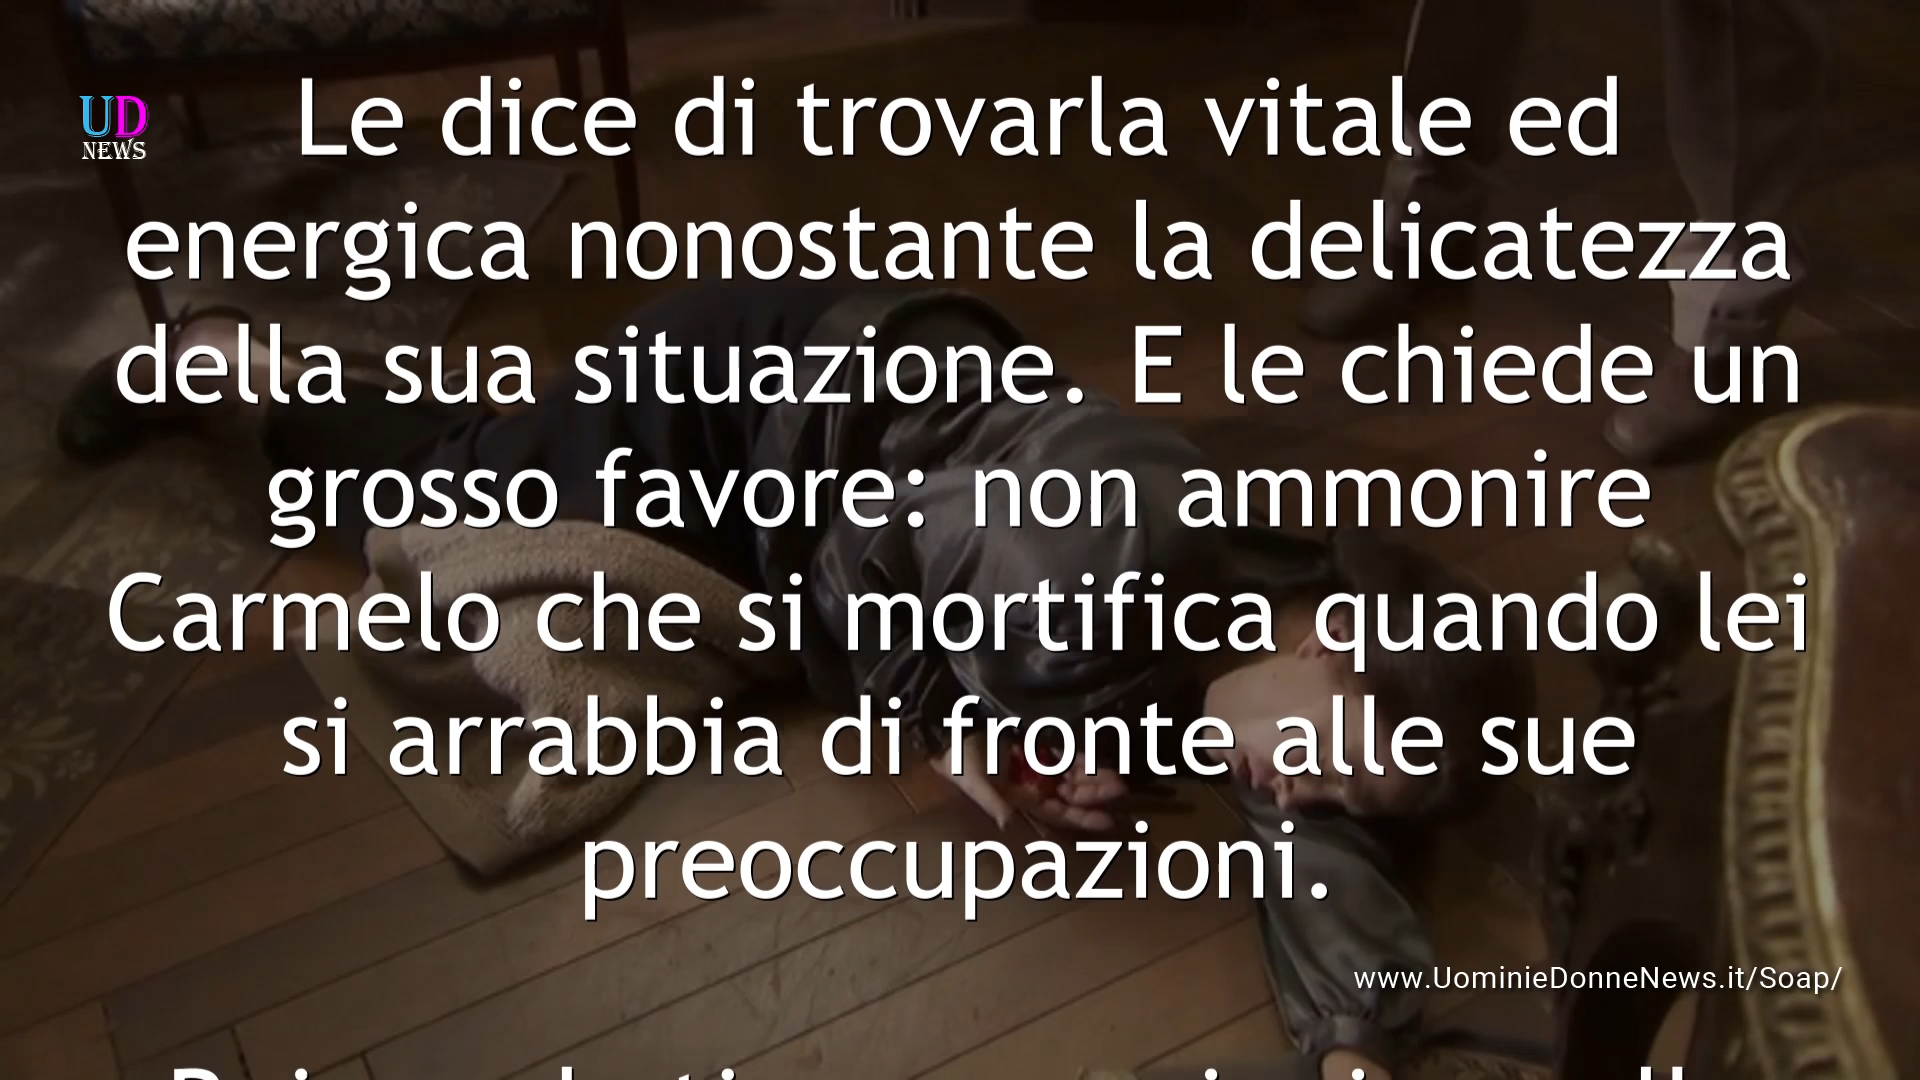 UD
NEWS
Le dice di trovarla vitale ed
energica nonostante la delicatezza
della sua situazione. E le chiede un
grosso favore: non ammonire
Carmelo che si mortifica quando lei
si arrabbia di fronte alle sue
preoccupazioni.
www.UominieDonneNews.it/Soap/